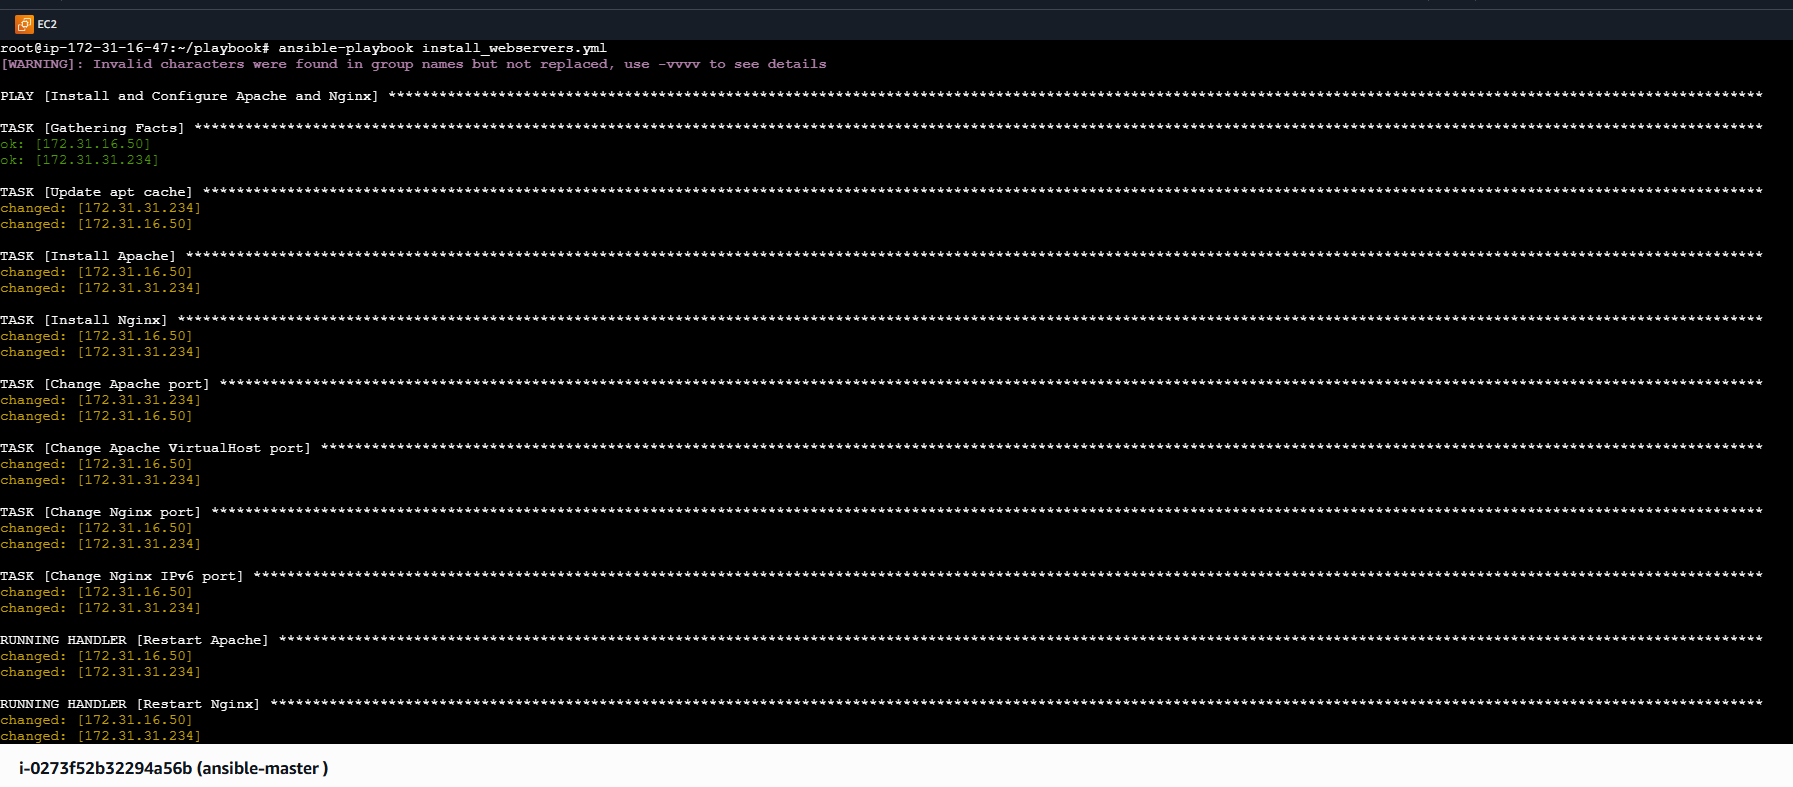 EC2
root@ip-172-31-16-47:~/playbook# ansible-playbook install_webservers.yml
[WARNING]: Invalid characters were found in group names but not replaced, use -vvvv to see details
PLAY [Install and Configure Apache and Nginx] *******************************************************************************************************************************************************************
TASK [Gathering Facts] ******************************************************************************************************************************************************************************************
ok: [172.31.16.50]
ok: [172.31.31.234]
TASK [Update apt cache] *****************************************************************************************************************************************************************************************
changed: [172.31.31.234]
changed: [172.31.16.50]
TASK [Install Apache] *******************************************************************************************************************************************************************************************
changed: [172.31.16.50]
changed: [172.31.31.234]
TASK [Install Nginx] ********************************************************************************************************************************************************************************************
changed: [172.31.16.50]
changed: [172.31.31.234]
TASK [Change Apache port] ***************************************************************************************************************************************************************************************
changed: [172.31.31.234]
changed: [172.31.16.50]
TASK [Change Apache VirtualHost port] ***************************************************************************************************************************************************************************
changed: [172.31.16.50]
changed: [172.31.31.234]
TASK [Change Nginx port] ****************************************************************************************************************************************************************************************
changed: [172.31.16.50]
changed: [172.31.31.234]
TASK [Change Nginx IPv6 port] ***********************************************************************************************************************************************************************************
changed: [172.31.16.50]
changed: [172.31.31.234]
RUNNING HANDLER [Restart Apache] ********************************************************************************************************************************************************************************
changed: [172.31.16.50]
changed: [172.31.31.234]
RUNNING HANDLER [Restart Nginx] *********************************************************************************************************************************************************************************
changed: [172.31.16.50]
changed: [172.31.31.234]
i-0273f52b32294a56b (ansible-master )